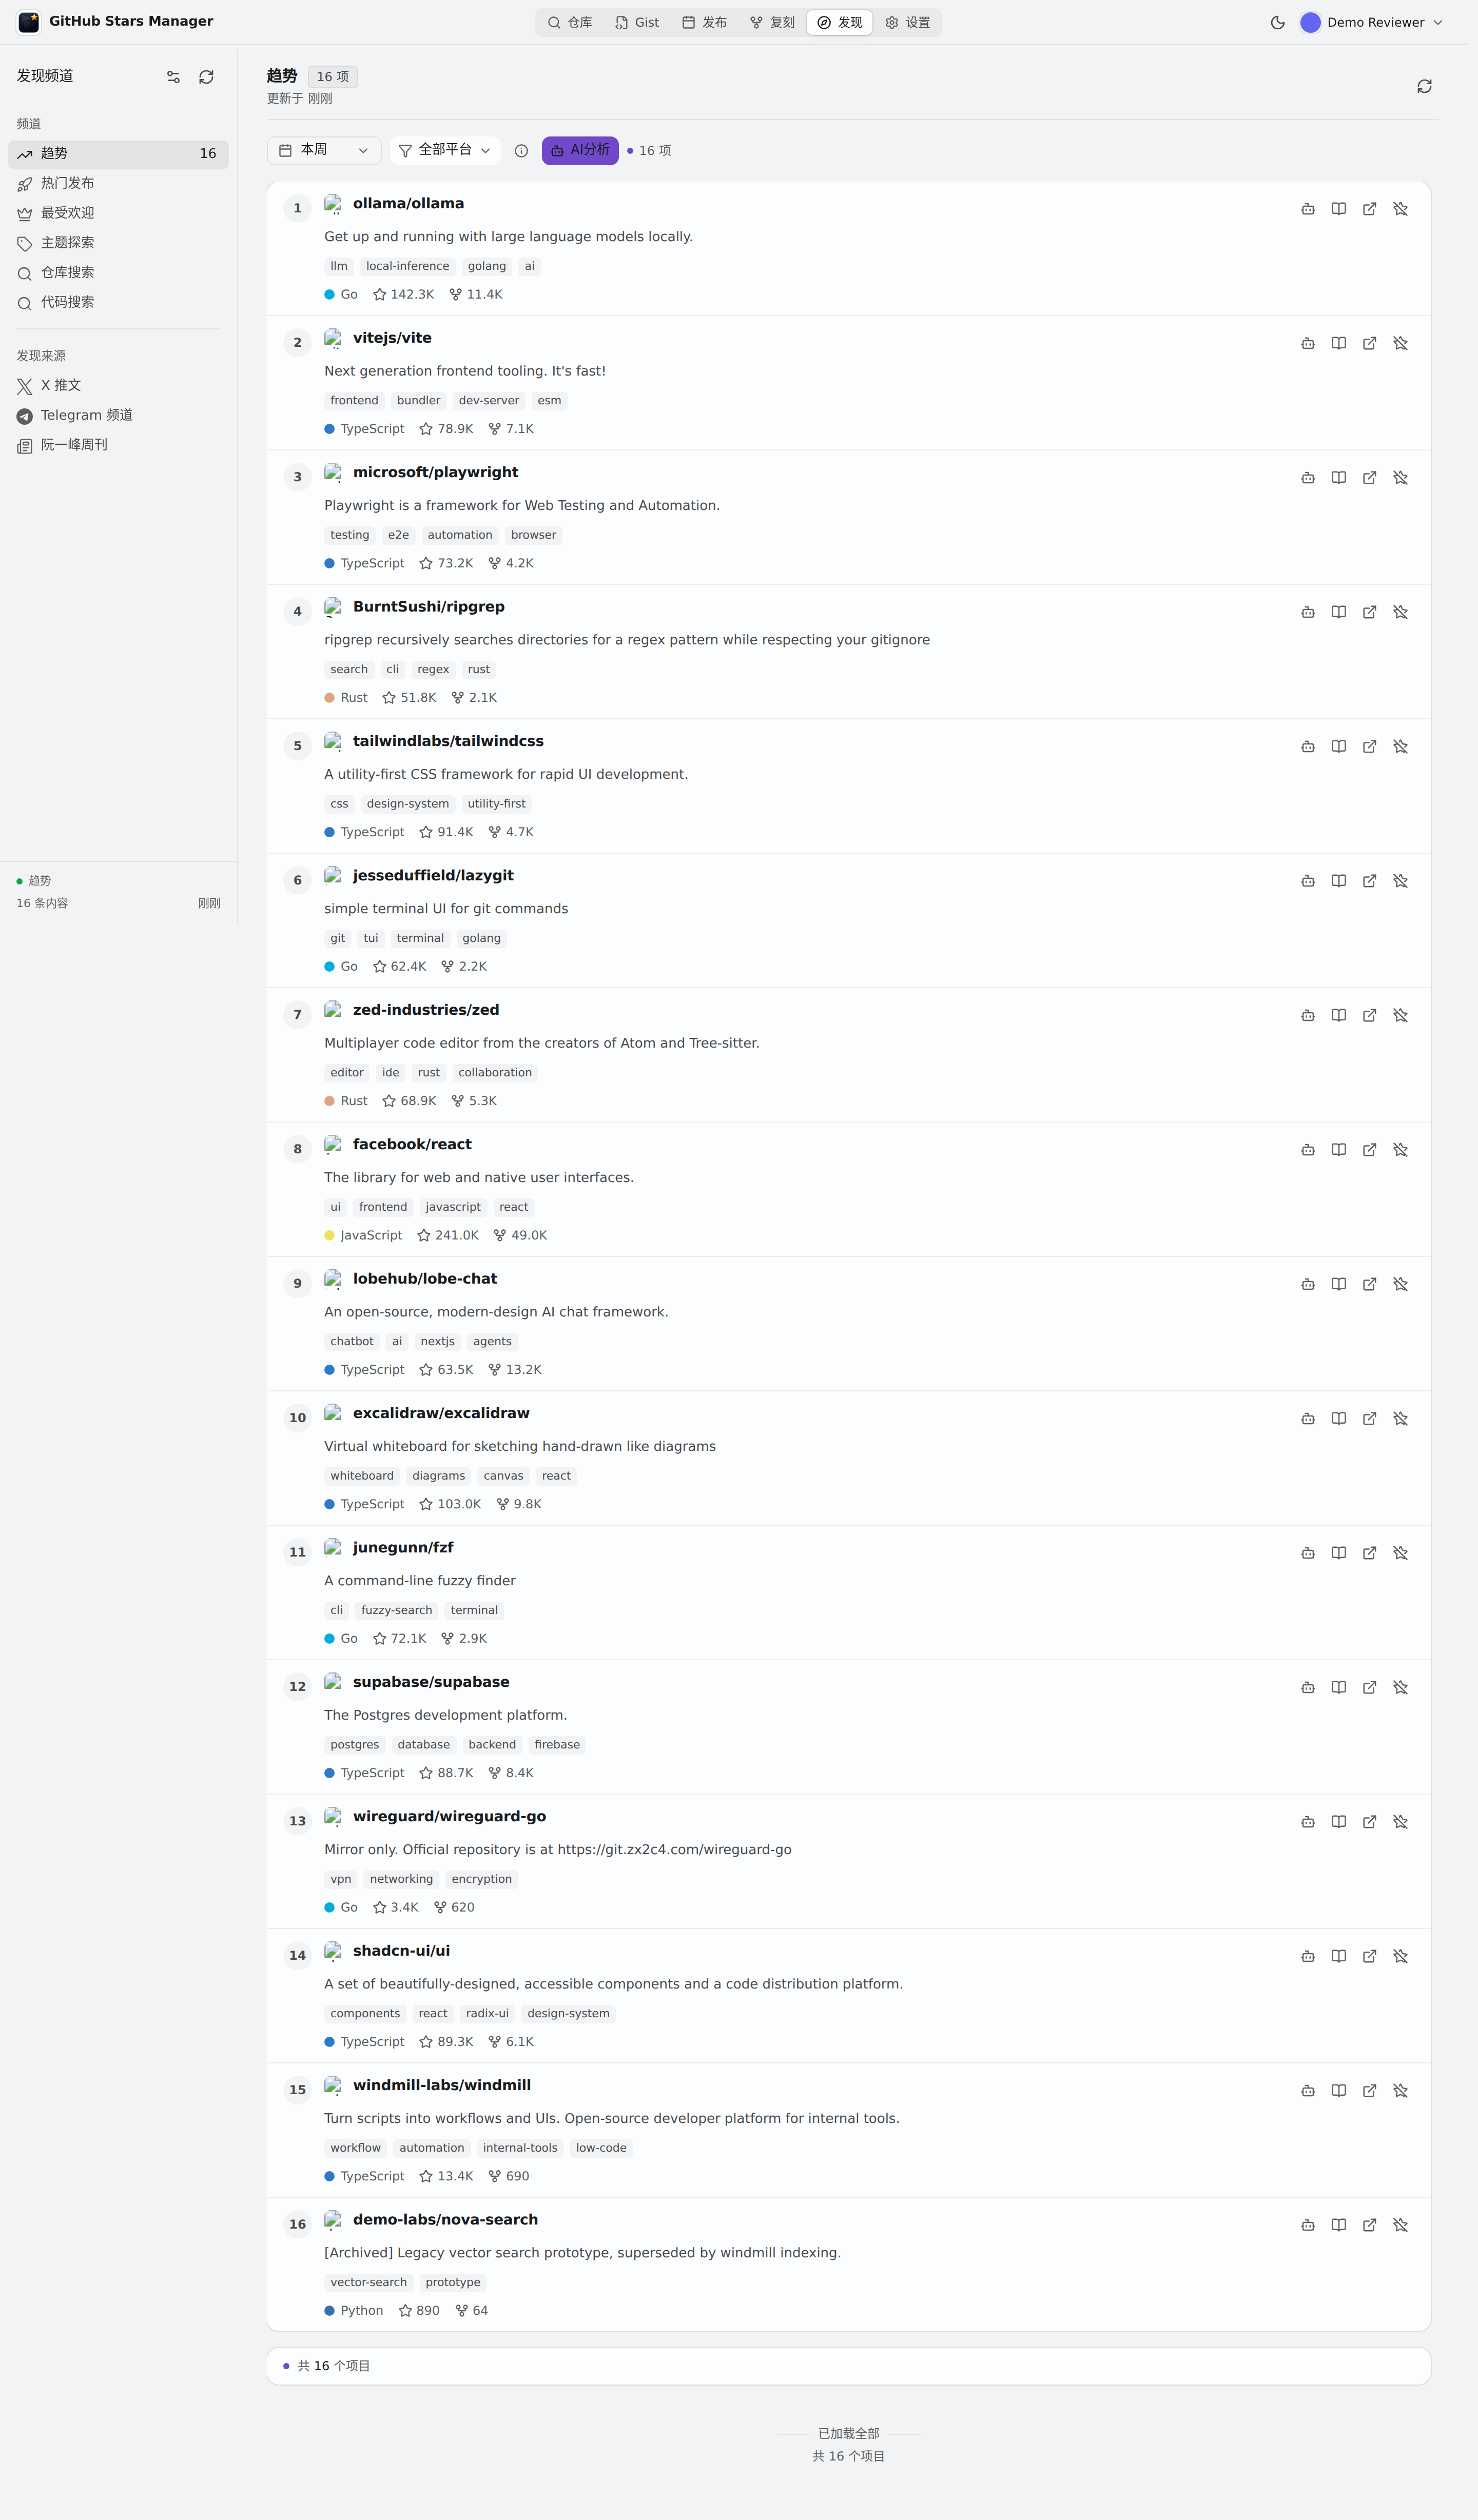 GitHub Stars Manager
仓库
Gist
发布
复刻
发现
设置
Demo Reviewer
发现频道
频道
趋势 16
热门发布
最受欢迎
主题探索
仓库搜索
代码搜索
发现来源
X 推文
Telegram 频道
阮一峰周刊
趋势
16 条内容 刚刚
趋势 16 项
更新于 刚刚
本周 全部平台 AI分析 16 项
1 ollama/ollama
Get up and running with large language models locally.
llm local-inference golang ai
Go 142.3K 11.4K
2 vitejs/vite
Next generation frontend tooling. It's fast!
frontend bundler dev-server esm
TypeScript 78.9K 7.1K
3 microsoft/playwright
Playwright is a framework for Web Testing and Automation.
testing e2e automation browser
TypeScript 73.2K 4.2K
4 BurntSushi/ripgrep
ripgrep recursively searches directories for a regex pattern while respecting your gitignore
search cli regex rust
Rust 51.8K 2.1K
5 tailwindlabs/tailwindcss
A utility-first CSS framework for rapid UI development.
css design-system utility-first
TypeScript 91.4K 4.7K
6 jesseduffield/lazygit
simple terminal UI for git commands
git tui terminal golang
Go 62.4K 2.2K
7 zed-industries/zed
Multiplayer code editor from the creators of Atom and Tree-sitter.
editor ide rust collaboration
Rust 68.9K 5.3K
8 facebook/react
The library for web and native user interfaces.
ui frontend javascript react
JavaScript 241.0K 49.0K
9 lobehub/lobe-chat
An open-source, modern-design AI chat framework.
chatbot ai nextjs agents
TypeScript 63.5K 13.2K
10 excalidraw/excalidraw
Virtual whiteboard for sketching hand-drawn like diagrams
whiteboard diagrams canvas react
TypeScript 103.0K 9.8K
11 junegunn/fzf
A command-line fuzzy finder
cli fuzzy-search terminal
Go 72.1K 2.9K
12 supabase/supabase
The Postgres development platform.
postgres database backend firebase
TypeScript 88.7K 8.4K
13 wireguard/wireguard-go
Mirror only. Official repository is at https://git.zx2c4.com/wireguard-go
vpn networking encryption
Go 3.4K 620
14 shadcn-ui/ui
A set of beautifully-designed, accessible components and a code distribution platform.
components react radix-ui design-system
TypeScript 89.3K 6.1K
15 windmill-labs/windmill
Turn scripts into workflows and UIs. Open-source developer platform for internal tools.
workflow automation internal-tools low-code
TypeScript 13.4K 690
16 demo-labs/nova-search
[Archived] Legacy vector search prototype, superseded by windmill indexing.
vector-search prototype
Python 890 64
共 16 个项目
已加载全部
共 16 个项目